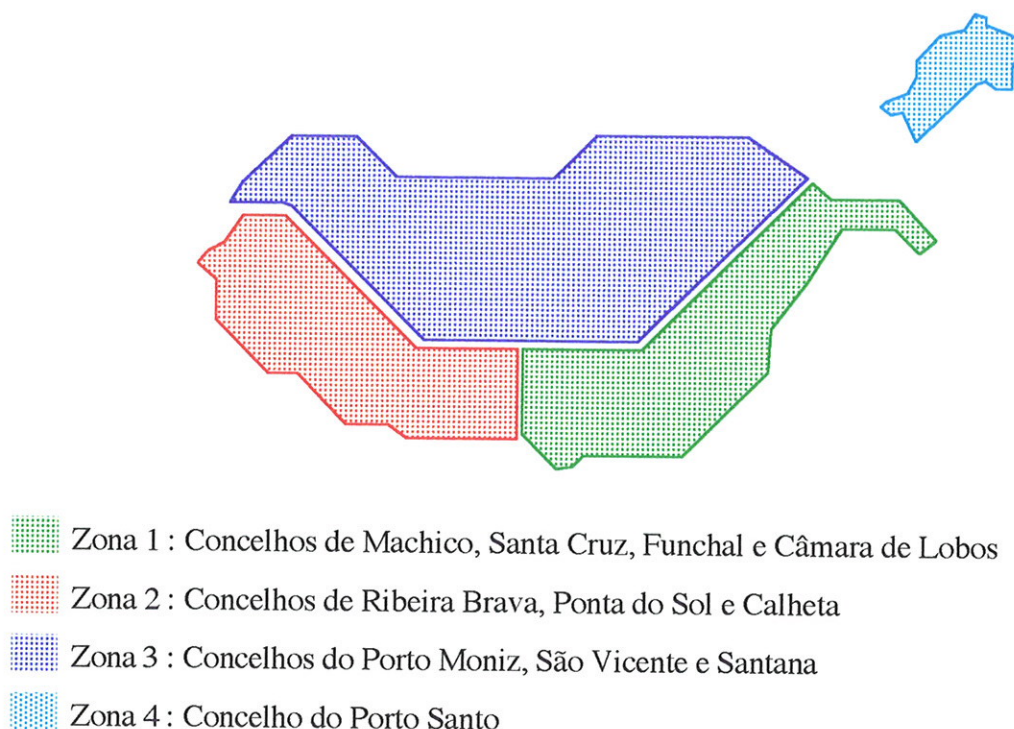 Zona 1 : Concelhos de Machico, Santa Cruz, Funchal e Câmara de Lobos
Zona 2 : Concelhos de Ribeira Brava, Ponta do Sol e Calheta
Zona 3 : Concelhos do Porto Moniz, São Vicente e Santana
Zona 4 : Concelho do Porto Santo